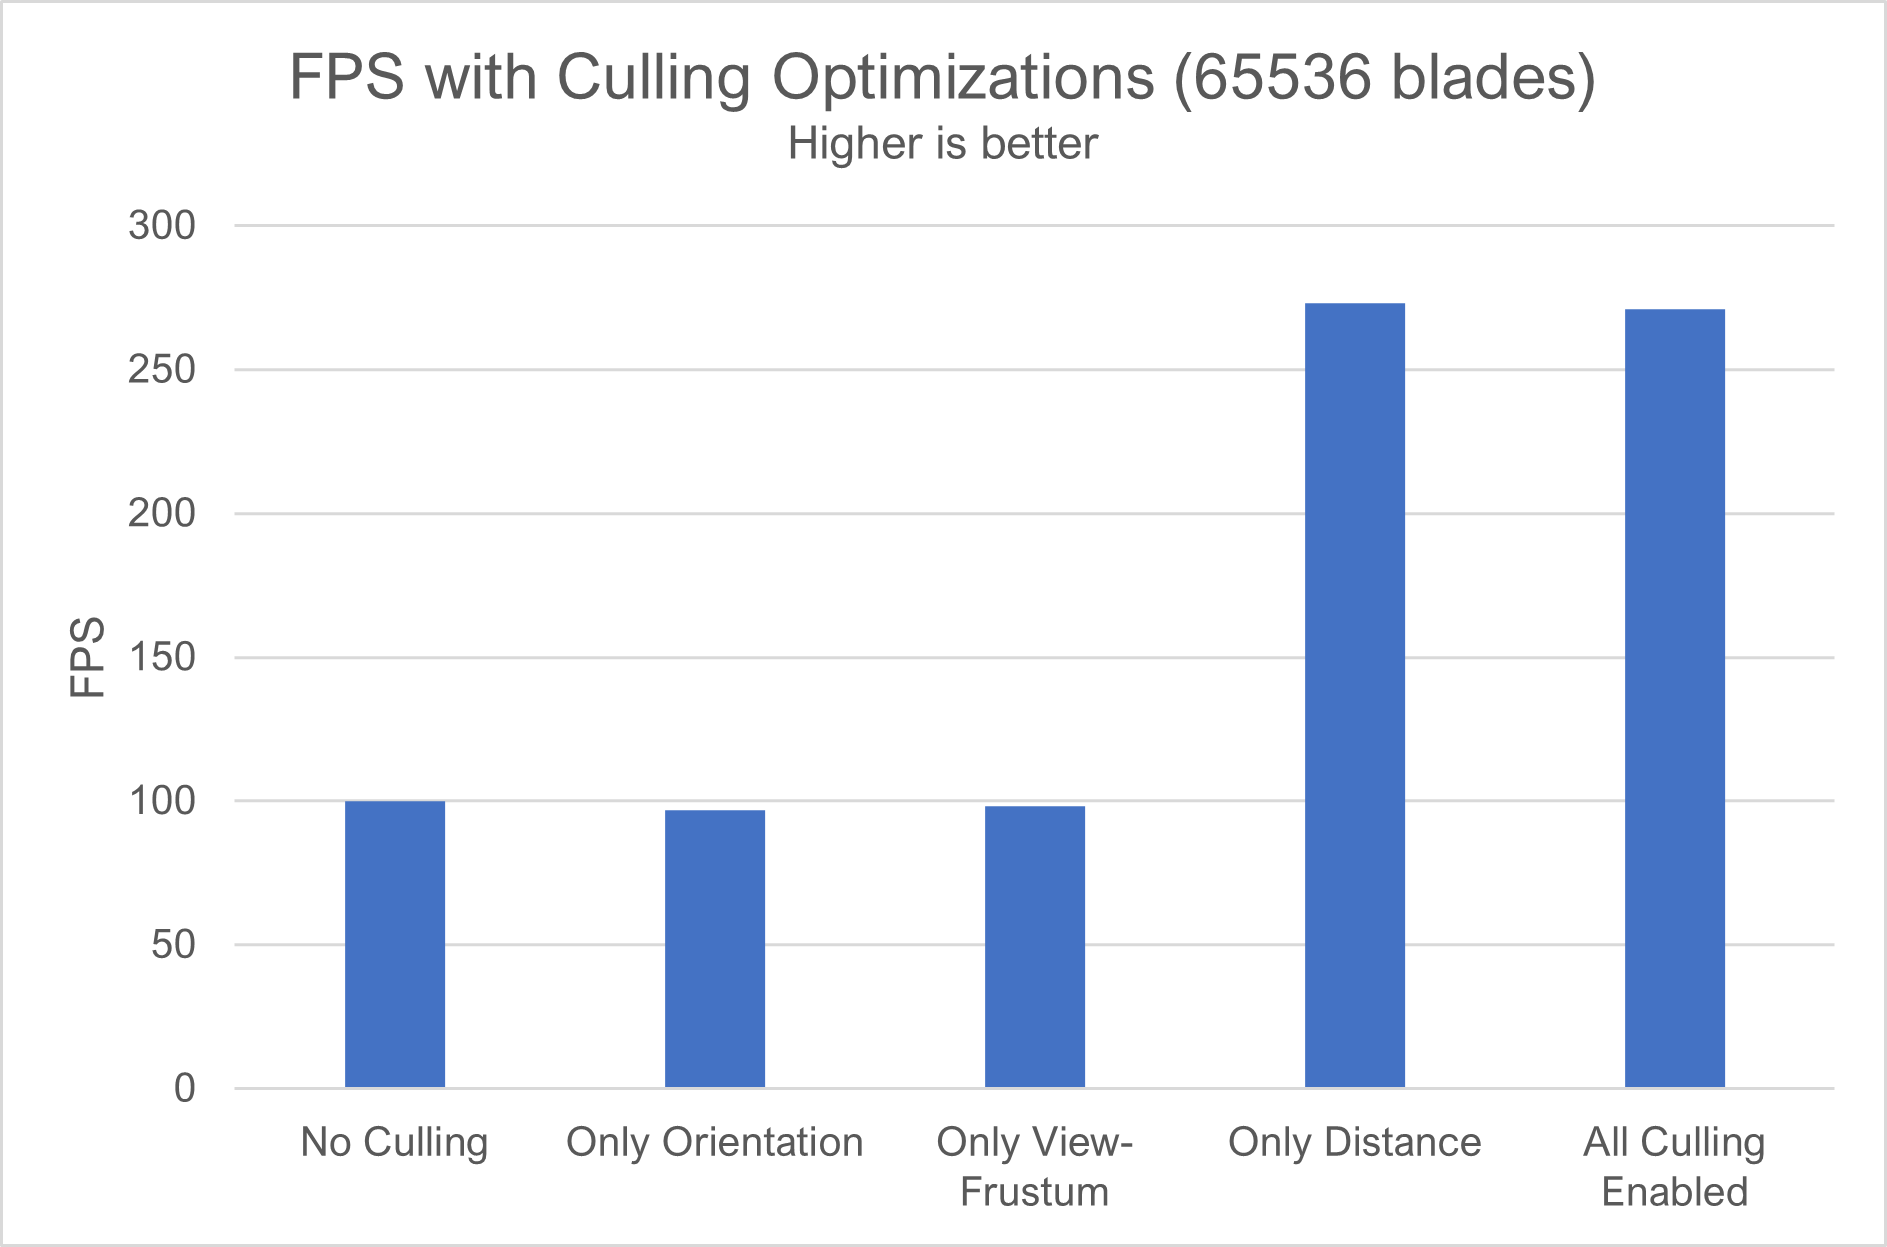 FPS with Culling Optimizations (65536 blades)
Higher is better
300
250
200
150
100
50
0
FPS
No Culling
Only Orientation
Only View-
Frustum
Only Distance
All Culling
Enabled